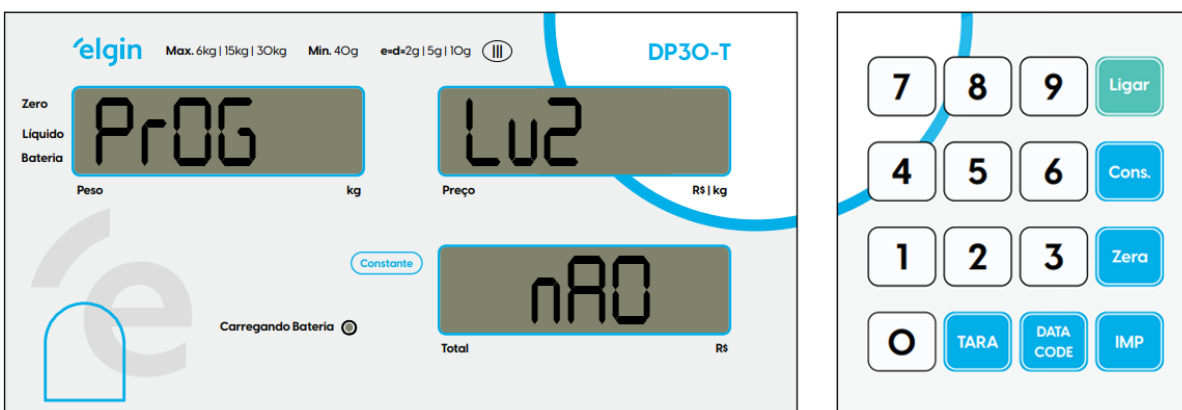 elgin Max. 6kg | 15kg | 30kg Min. 40g e=d=2g | 5g | 10g III DP30-T
Zero
Líquido
Bateria
PrOG
Lu2
Peso kg
Preço R$ | kg
Constante
nAO
Carregando Bateria
Total R$
7 8 9 Ligar
4 5 6 Cons.
1 2 3 Zera
0 TARA DATA CODE IMP